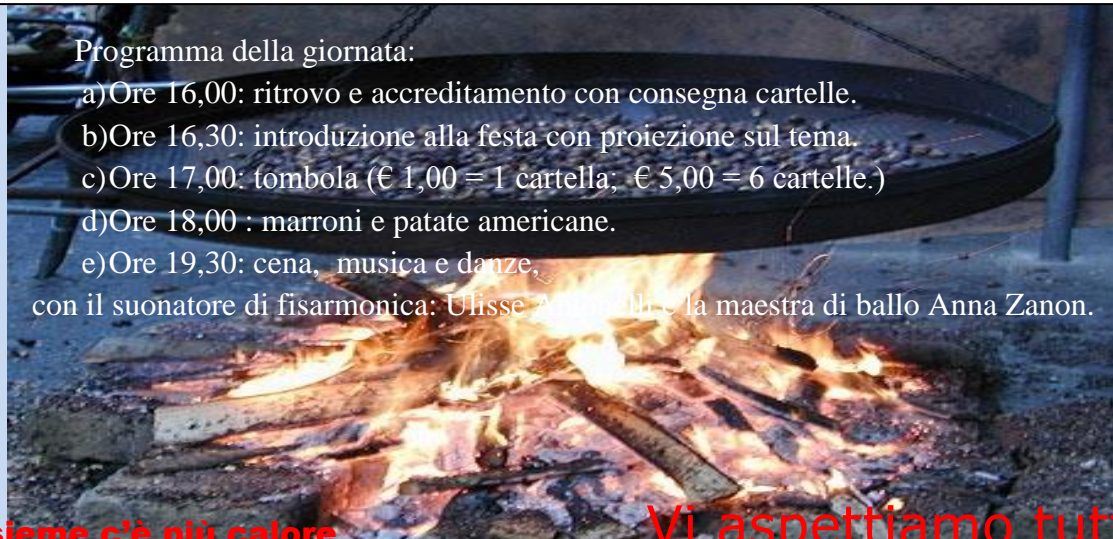 Programma della giornata:
a)Ore 16,00: ritrovo e accreditamento con consegna cartelle.
b)Ore 16,30: introduzione alla festa con proiezione sul tema.
c)Ore 17,00: tombola (€ 1,00 = 1 cartella;  € 5,00 = 6 cartelle.)
d)Ore 18,00 : marroni e patate americane.
e)Ore 19,30: cena,  musica e danze,
con il suonatore di fisarmonica: Ulisse e la maestra di ballo Anna Zanon.
c'è più calore
Vi aspettiamo